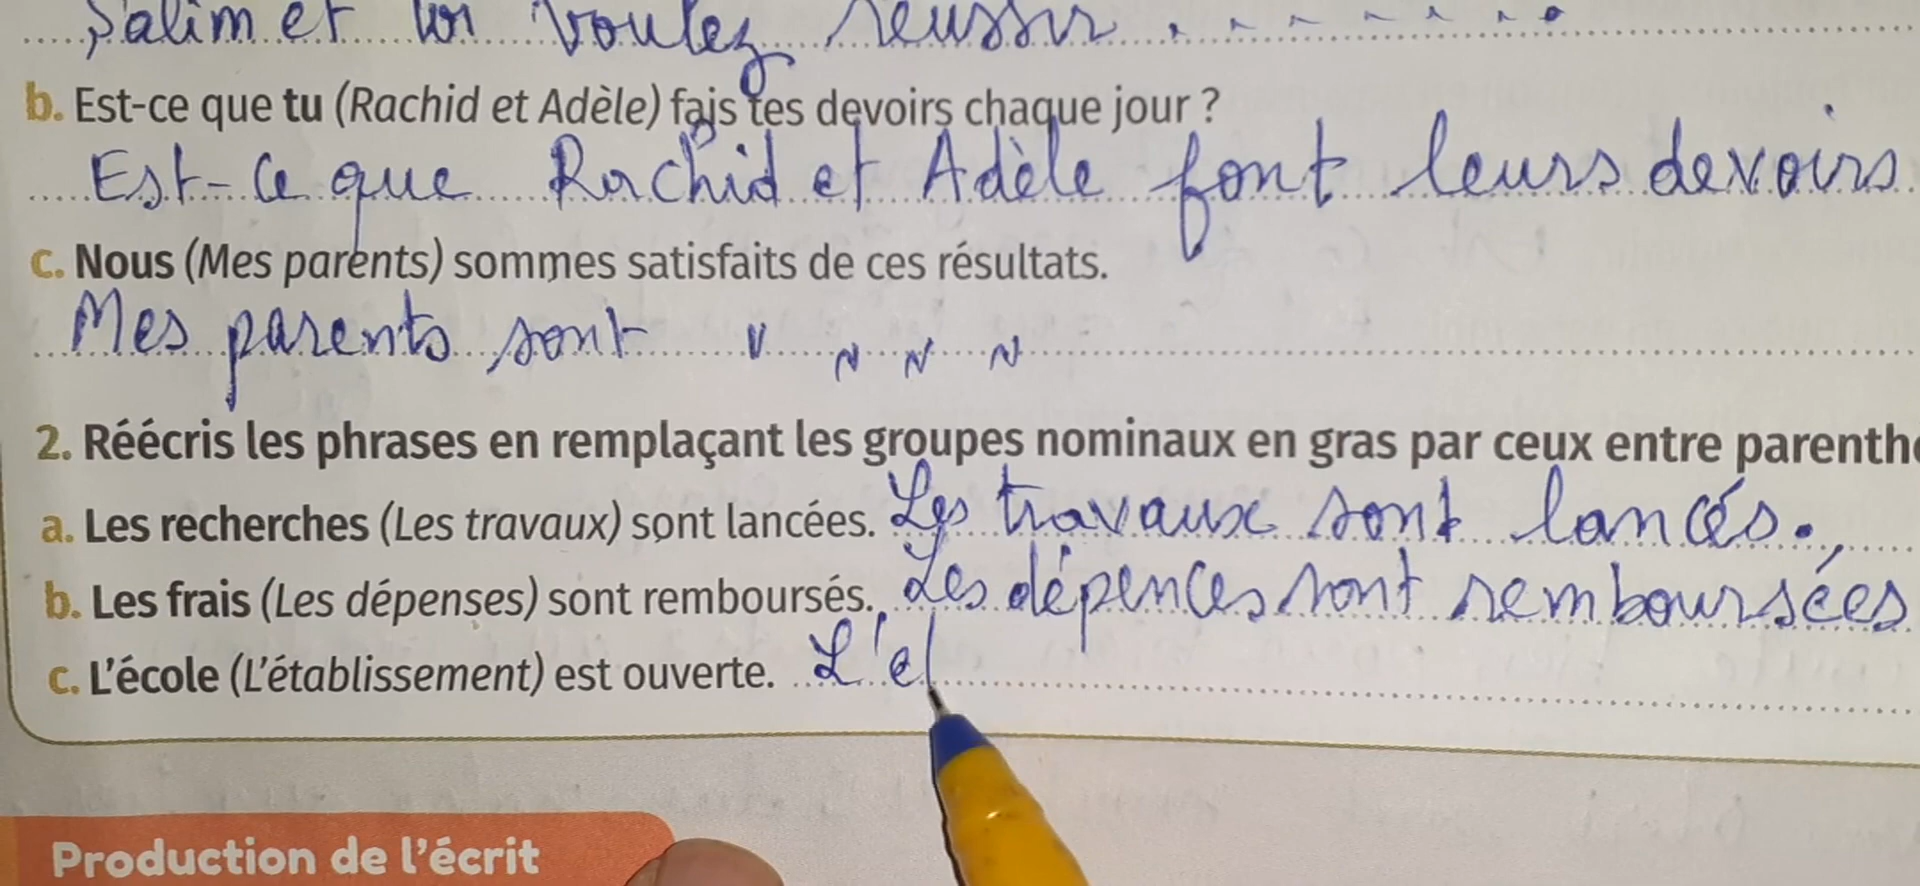 Salim et toi voulez réussir
b. Est-ce que tu (Rachid et Adèle) fais tes devoirs chaque jour ?
Est-ce que Rachid et Adèle font leurs devoirs
c. Nous (Mes parents) sommes satisfaits de ces résultats.
Mes parents sont
2. Réécris les phrases en remplaçant les groupes nominaux en gras par ceux entre parenth
a. Les recherches (Les travaux) sont lancées. Les travaux sont lancés.
b. Les frais (Les dépenses) sont remboursés. Les dépences sont remboursées
c. L'école (L'établissement) est ouverte. L'el
Production de l'écrit